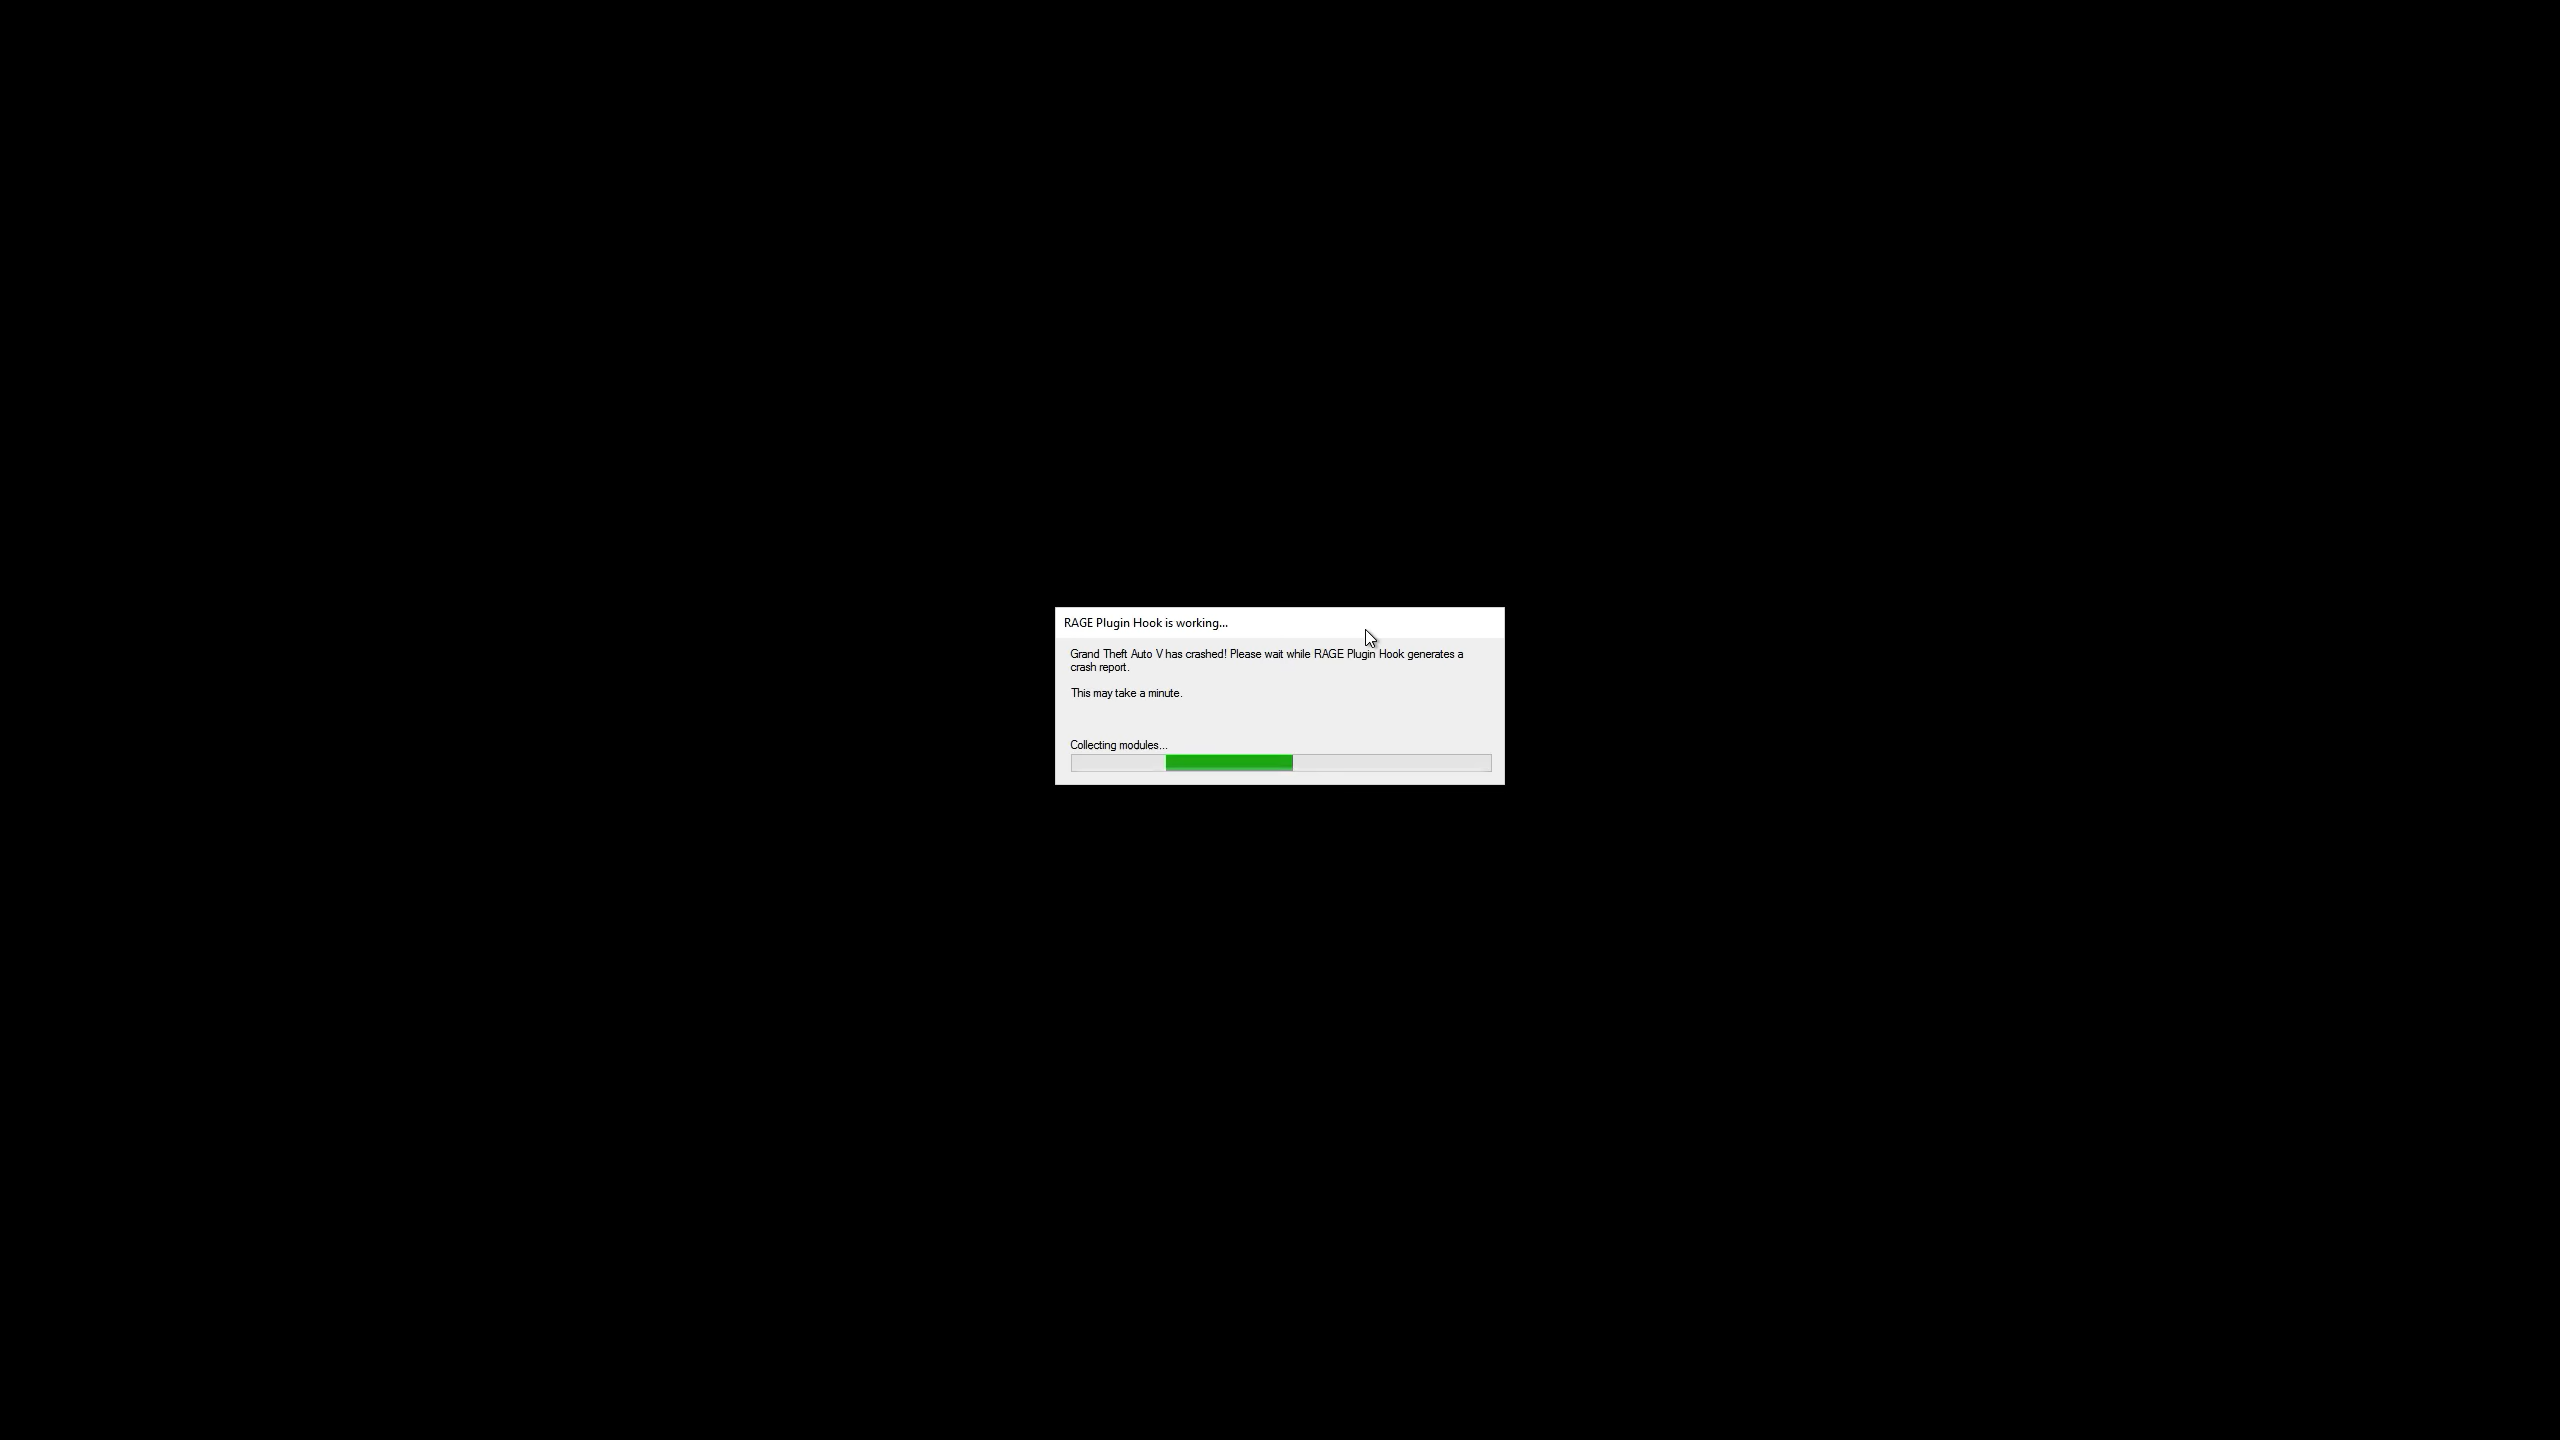 RAGE Plugin Hook is working...
Grand Theft Auto V has crashed! Please wait while RAGE Plugin Hook generates a
crash report.
This may take a minute.
Collecting modules...